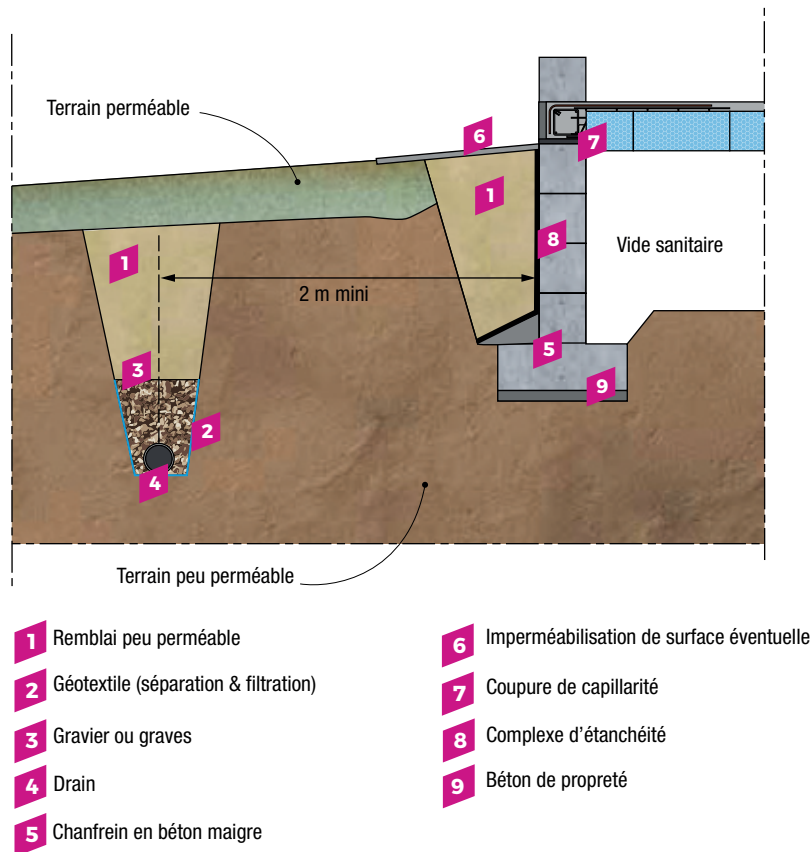 Terrain perméable
6
7
1
8
Vide sanitaire
1
2 m mini
5
3
9
2
4
Terrain peu perméable
1 Remblai peu perméable
2 Géotextile (séparation & filtration)
3 Gravier ou graves
4 Drain
5 Chanfrein en béton maigre
6 Imperméabilisation de surface éventuelle
7 Coupure de capillarité
8 Complexe d'étanchéité
9 Béton de propreté